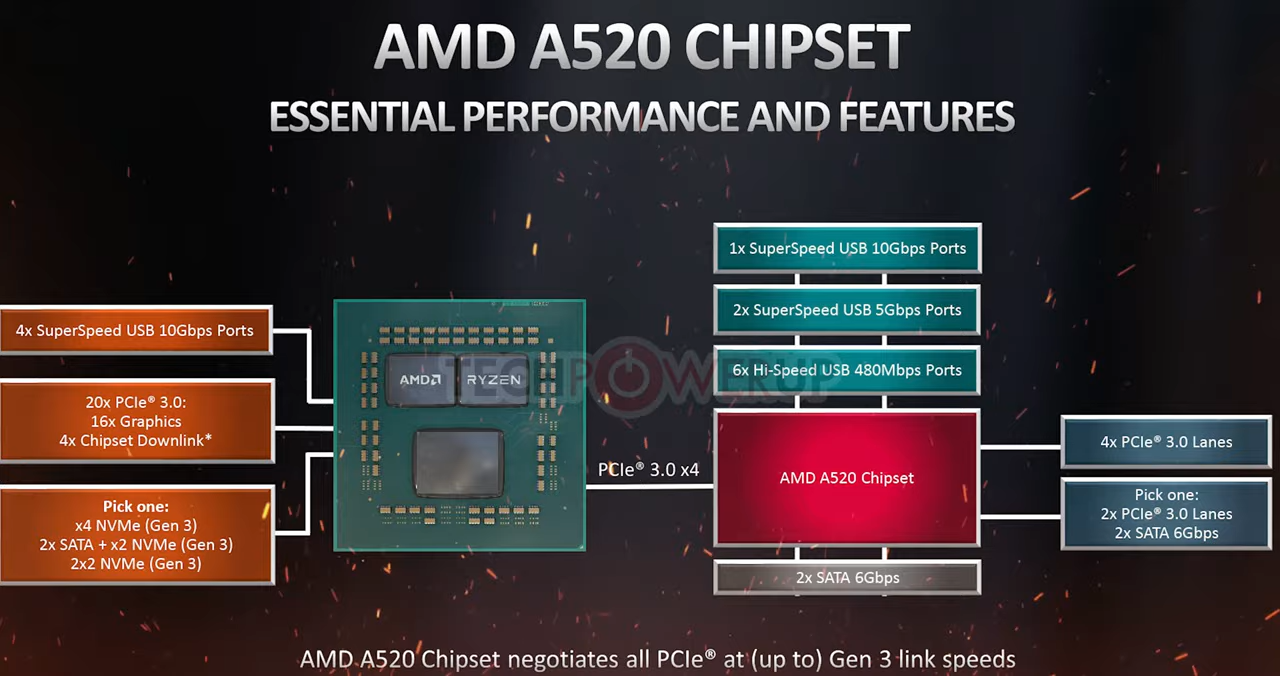 AMD A520 CHIPSET
ESSENTIAL PERFORMANCE AND FEATURES
4x SuperSpeed USB 10Gbps Ports
20x PCIe® 3.0:
16x Graphics
4x Chipset Downlink*
Pick one:
x4 NVMe (Gen 3)
2x SATA + x2 NVMe (Gen 3)
2x2 NVMe (Gen 3)
AMD RYZEN
TECHPOWERUP
PCIe® 3.0 x4
1x SuperSpeed USB 10Gbps Ports
2x SuperSpeed USB 5Gbps Ports
6x Hi-Speed USB 480Mbps Ports
AMD A520 Chipset
2x SATA 6Gbps
4x PCIe® 3.0 Lanes
Pick one:
2x PCIe® 3.0 Lanes
2x SATA 6Gbps
AMD A520 Chipset negotiates all PCIe® at (up to) Gen 3 link speeds